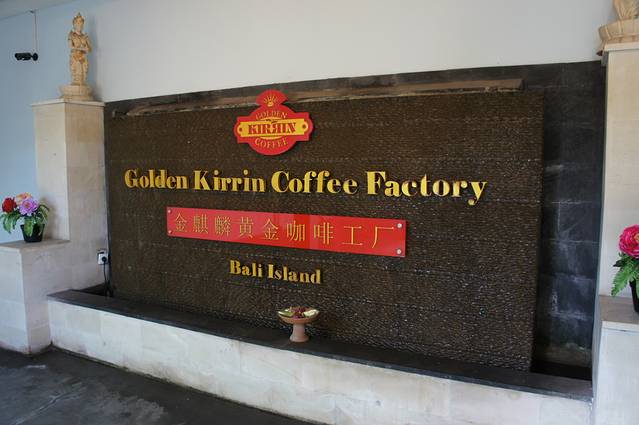 GOLDEN
KIRRIN
COFFEE
Golden Kirrin Coffee Factory
金麒麟黄金咖啡工厂
Bali Island